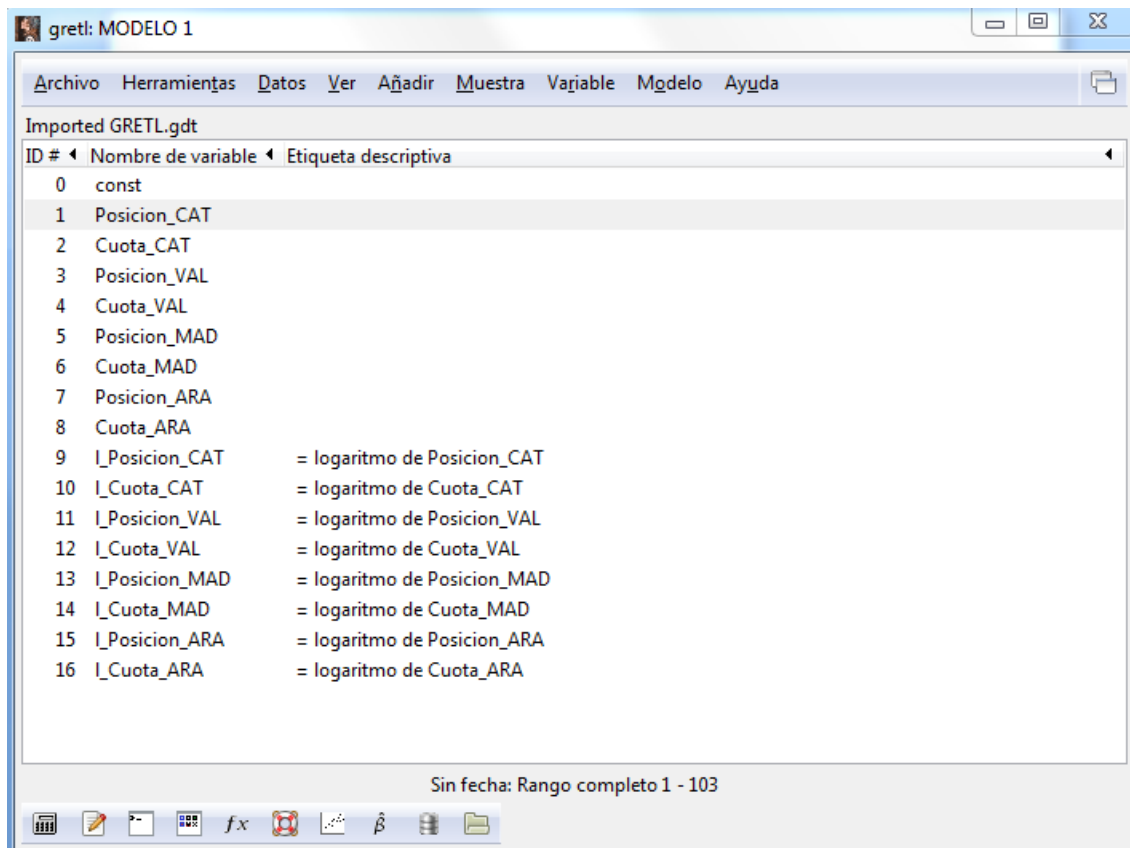 gretl: MODELO 1
Archivo Herramientas Datos Ver Añadir Muestra Variable Modelo Ayuda
Imported GRETL.gdt
ID # Nombre de variable Etiqueta descriptiva
0 const
1 Posicion_CAT
2 Cuota_CAT
3 Posicion_VAL
4 Cuota_VAL
5 Posicion_MAD
6 Cuota_MAD
7 Posicion_ARA
8 Cuota_ARA
9 l_Posicion_CAT = logaritmo de Posicion_CAT
10 l_Cuota_CAT = logaritmo de Cuota_CAT
11 l_Posicion_VAL = logaritmo de Posicion_VAL
12 l_Cuota_VAL = logaritmo de Cuota_VAL
13 l_Posicion_MAD = logaritmo de Posicion_MAD
14 l_Cuota_MAD = logaritmo de Cuota_MAD
15 l_Posicion_ARA = logaritmo de Posicion_ARA
16 l_Cuota_ARA = logaritmo de Cuota_ARA
Sin fecha: Rango completo 1 - 103
fx β̂